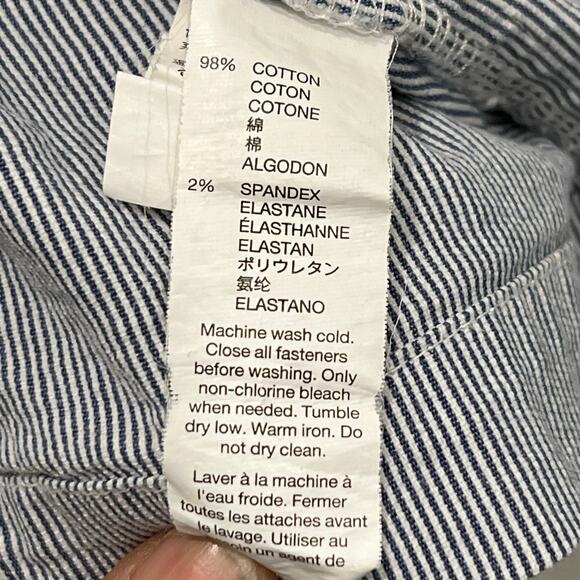 98% COTTON
COTON
COTONE
綿
棉
ALGODON
2% SPANDEX
ELASTANE
ÉLASTHANNE
ELASTAN
ポリウレタン
氨纶
ELASTANO
Machine wash cold.
Close all fasteners
before washing. Only
non-chlorine bleach
when needed. Tumble
dry low. Warm iron. Do
not dry clean.
Laver à la machine à
l'eau froide. Fermer
toutes les attaches avant
le lavage. Utiliser au
un agent de